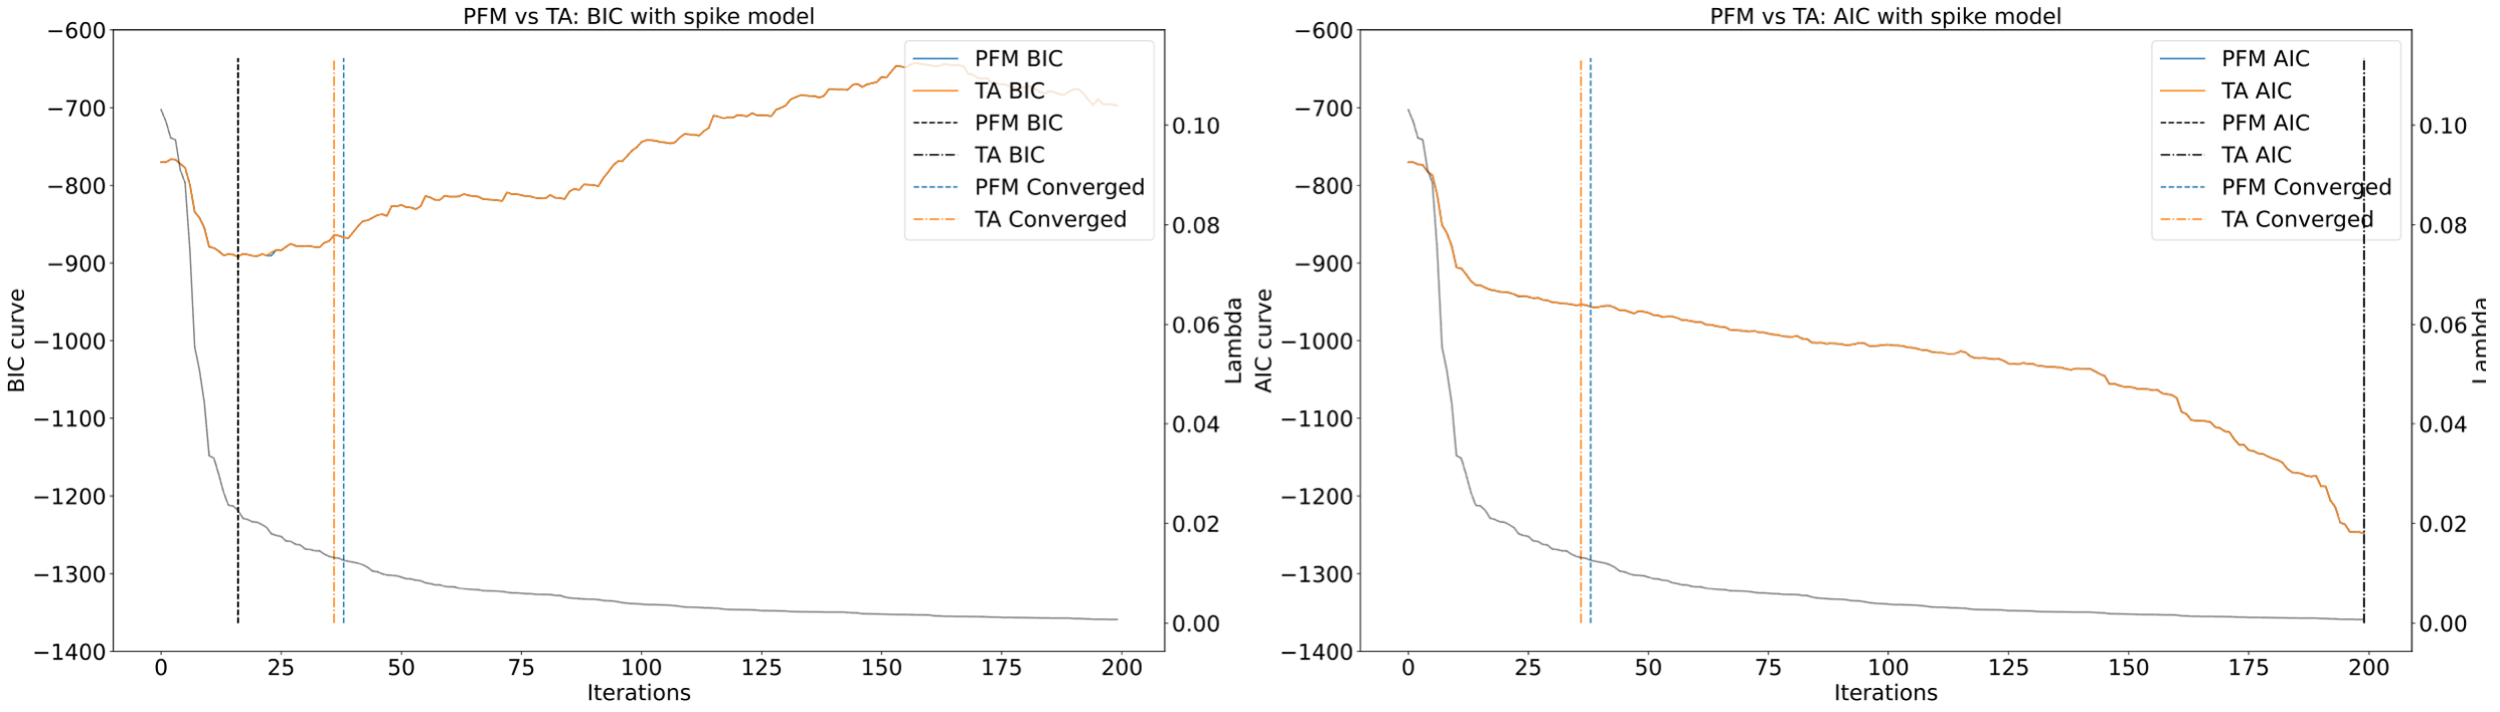 PFM vs TA: BIC with spike model
−600
−700
−800
−900
−1000
−1100
−1200
−1300
−1400
BIC curve
PFM BIC
TA BIC
PFM BIC
TA BIC
PFM Converged
TA Converged
0.10
0.08
0.06
0.04
0.02
0.00
Lambda
0 25 50 75 100 125 150 175 200
Iterations
PFM vs TA: AIC with spike model
−600
−700
−800
−900
−1000
−1100
−1200
−1300
−1400
AIC curve
PFM AIC
TA AIC
PFM AIC
TA AIC
PFM Converged
TA Converged
0.10
0.08
0.06
0.04
0.02
0.00
Lambda
0 25 50 75 100 125 150 175 200
Iterations